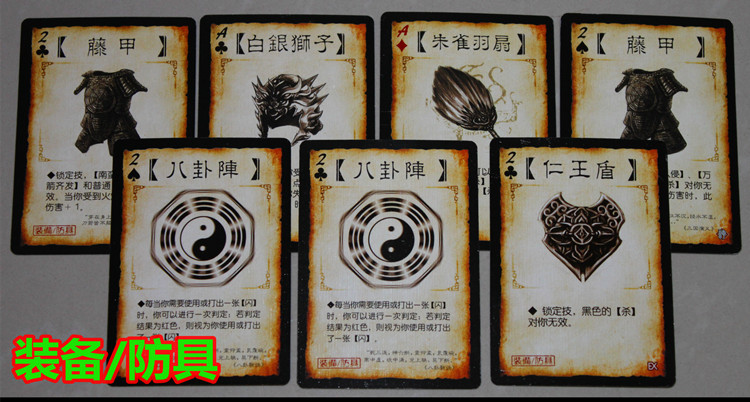 2
【藤甲】
◆锁定技，【南蛮
箭齐发】和普通
效。当你受到火
伤害+1。
装备/防具
A
【白銀獅子】
A
【朱雀羽扇】
2
【藤甲】
侵】、【万
【杀】对你无
伤害时，此
2
【八卦陣】
◆每当你需要使用或打出一张【闪】
时，你可以进行一次判定；若判定
结果为红色，则视为你使用或打出
了一张【闪】。
装备/防具
2
【八卦陣】
◆每当你需要使用或打出一张【闪】
时，你可以进行一次判定；若判定
结果为红色，则视为你使用或打出
了一张【闪】。
装备/防具
2
【仁王盾】
◆ 锁定技，黑色的【杀】
对你无效。
装备/防具
EX
装备/防具